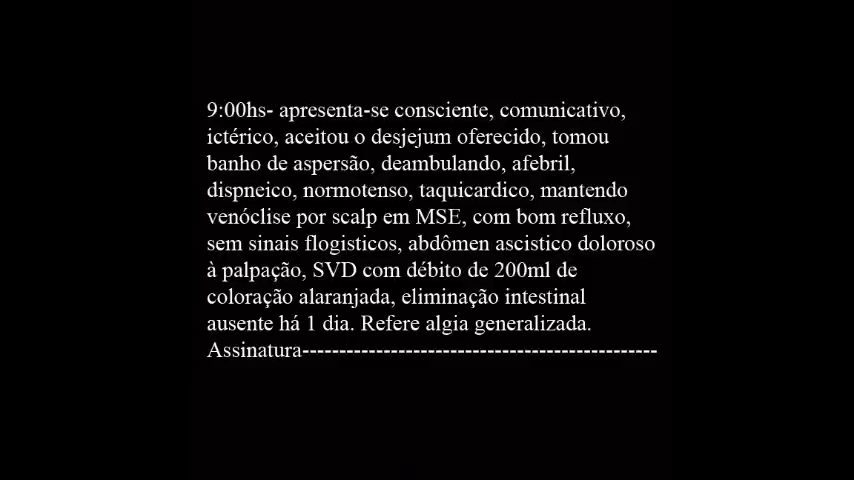 9:00hs- apresenta-se consciente, comunicativo,
ictérico, aceitou o desjejum oferecido, tomou
banho de aspersão, deambulando, afebril,
dispneico, normotenso, taquicardico, mantendo
venóclise por scalp em MSE, com bom refluxo,
sem sinais flogisticos, abdômen ascistico doloroso
à palpação, SVD com débito de 200ml de
coloração alaranjada, eliminação intestinal
ausente há 1 dia. Refere algia generalizada.
Assinatura------------------------------------------------